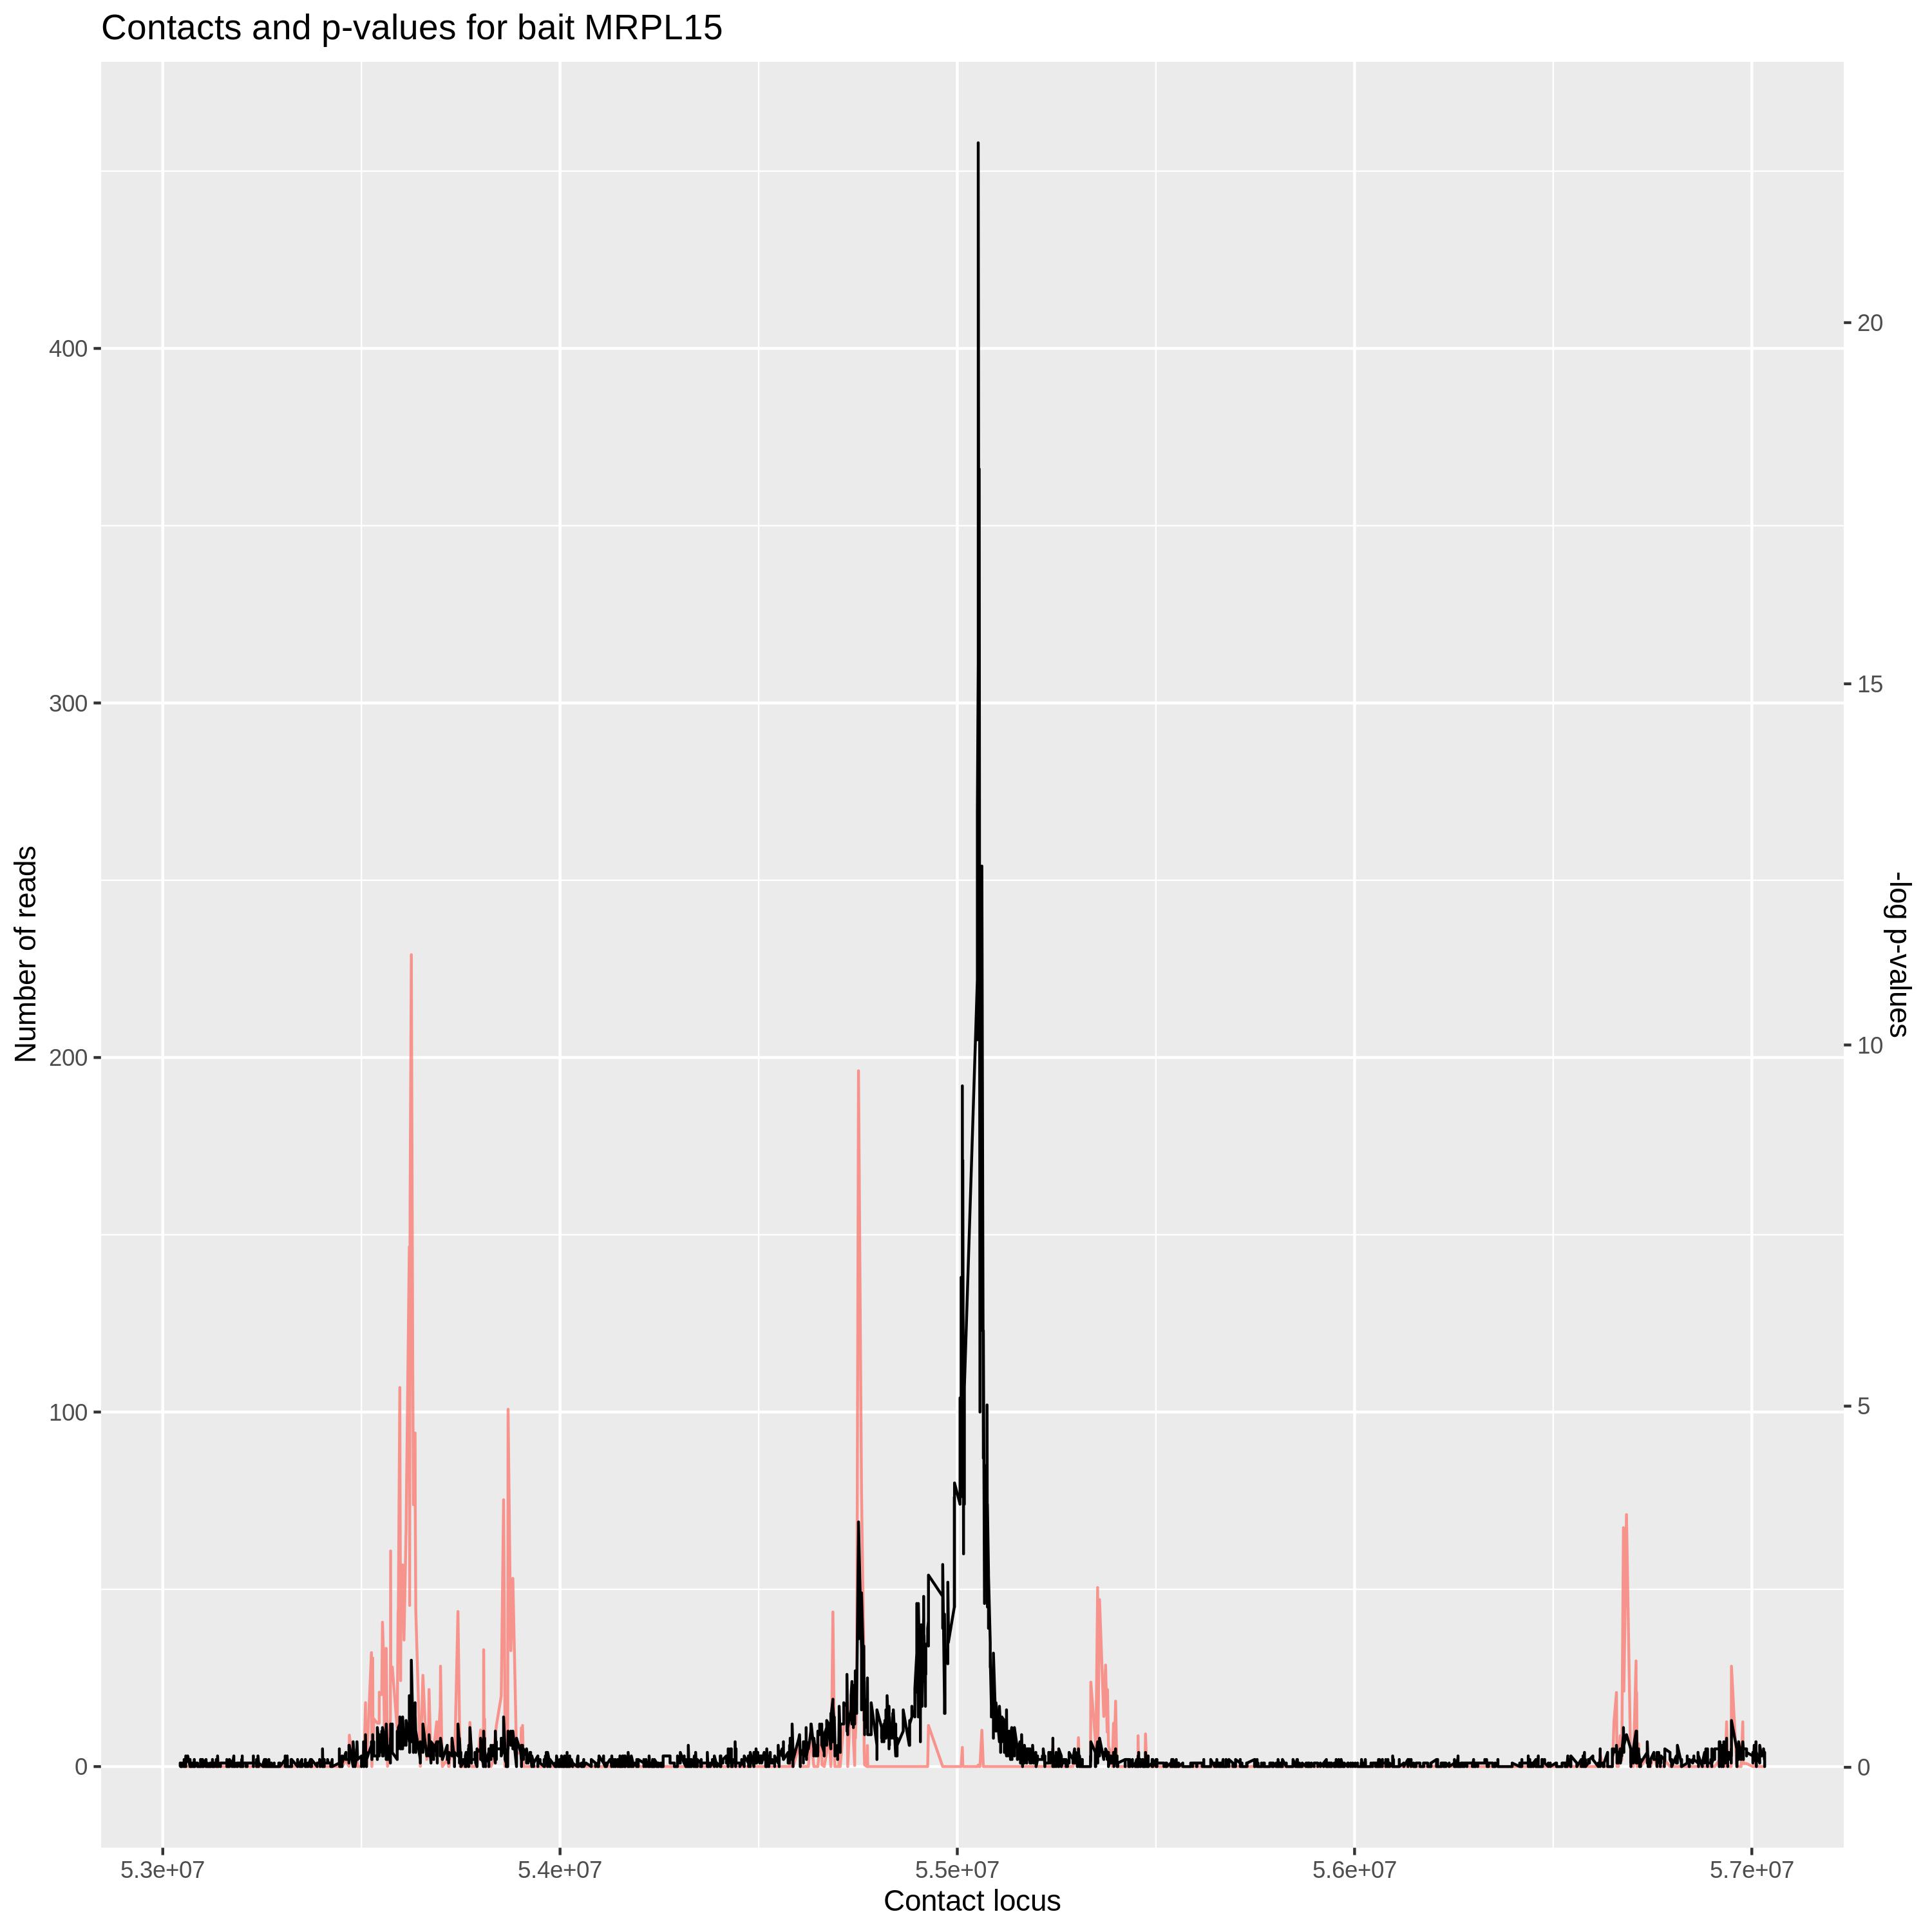 Contacts and p-values for bait MRPL15
Number of reads
400
300
200
100
0
20
15
10
5
0
-log p-values
5.3e+07
5.4e+07
5.5e+07
5.6e+07
5.7e+07
Contact locus